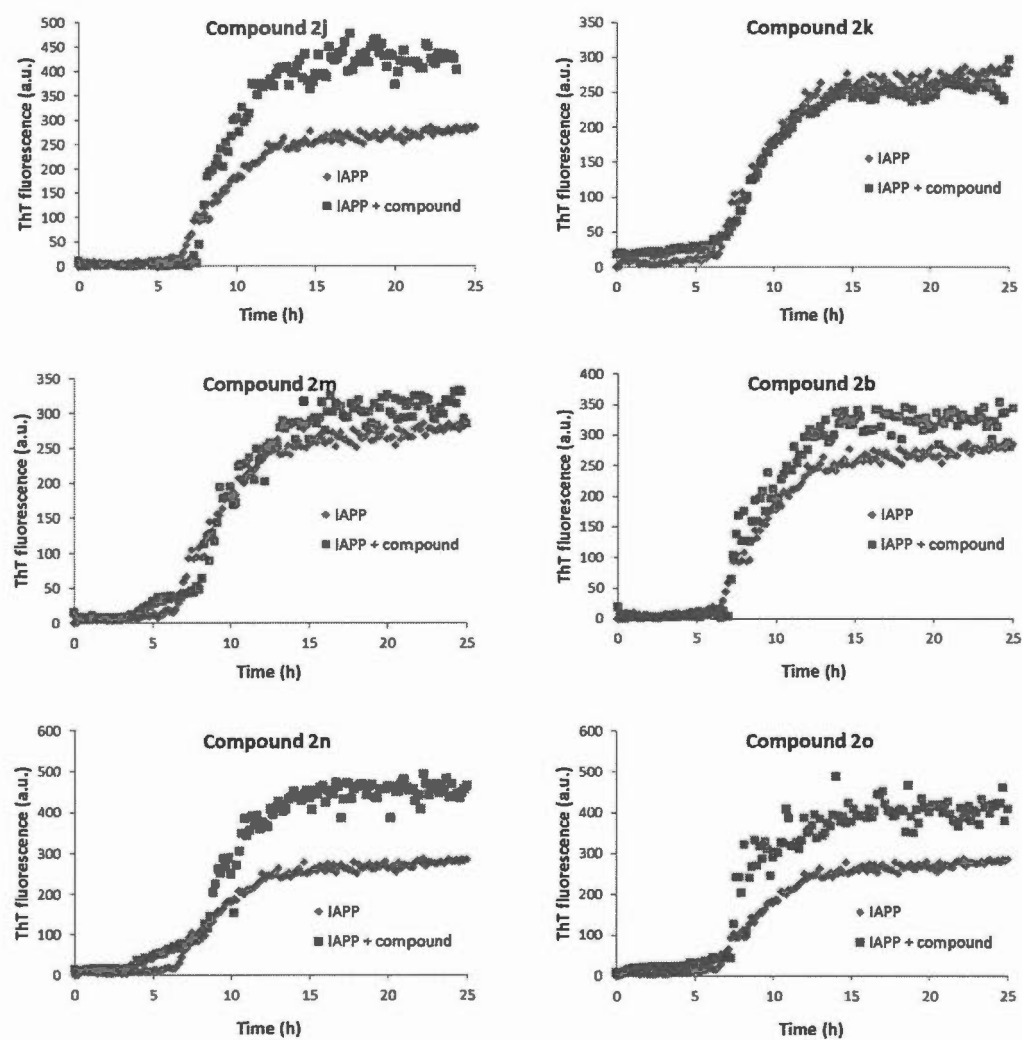 Compound 2j
ThT fluorescence (a.u.)
500
450
400
350
300
250
200
150
100
50
0
IAPP
IAPP + compound
0 5 10 15 20 25
Time (h)
Compound 2k
ThT fluorescence (a.u.)
350
300
250
200
150
100
50
0
IAPP
IAPP + compound
0 5 10 15 20 25
Time (h)
Compound 2m
ThT fluorescence (a.u.)
350
300
250
200
150
100
50
0
IAPP
IAPP + compound
0 5 10 15 20 25
Time (h)
Compound 2b
ThT fluorescence (a.u.)
400
350
300
250
200
150
100
50
0
IAPP
IAPP + compound
0 5 10 15 20 25
Time (h)
Compound 2n
ThT fluorescence (a.u.)
600
500
400
300
200
100
0
IAPP
IAPP + compound
0 5 10 15 20 25
Time (h)
Compound 2o
ThT fluorescence (a.u.)
600
500
400
300
200
100
0
IAPP
IAPP + compound
0 5 10 15 20 25
Time (h)